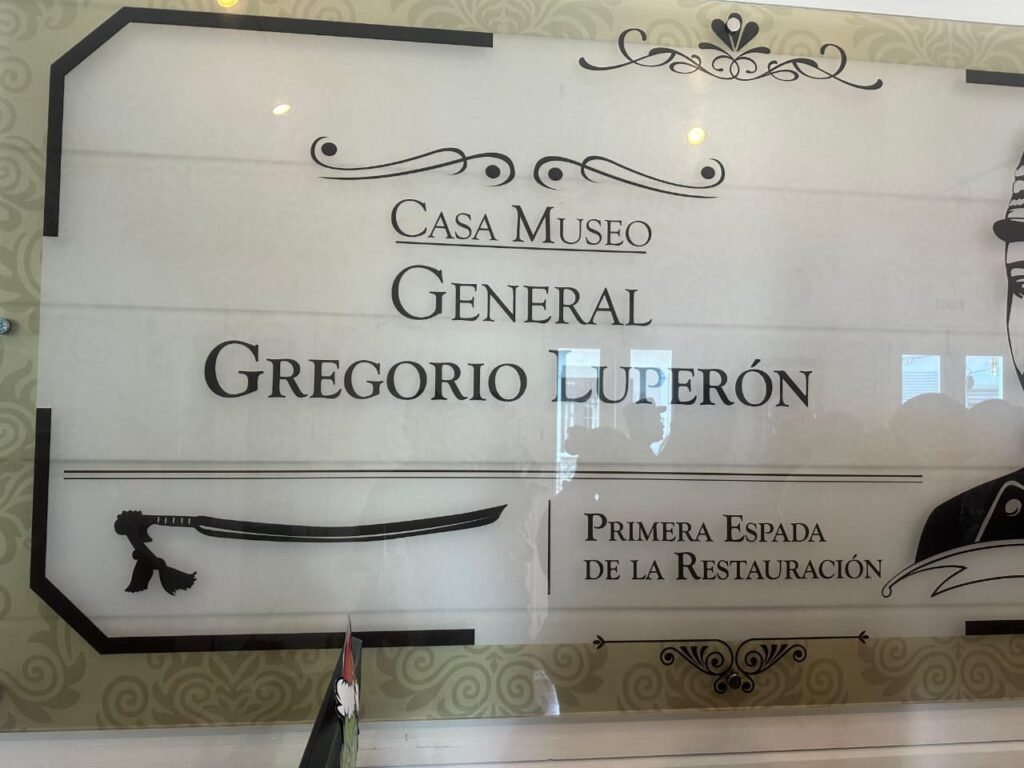 CASA MUSEO
GENERAL
GREGORIO LUPERÓN
PRIMERA ESPADA
DE LA RESTAURACIÓN